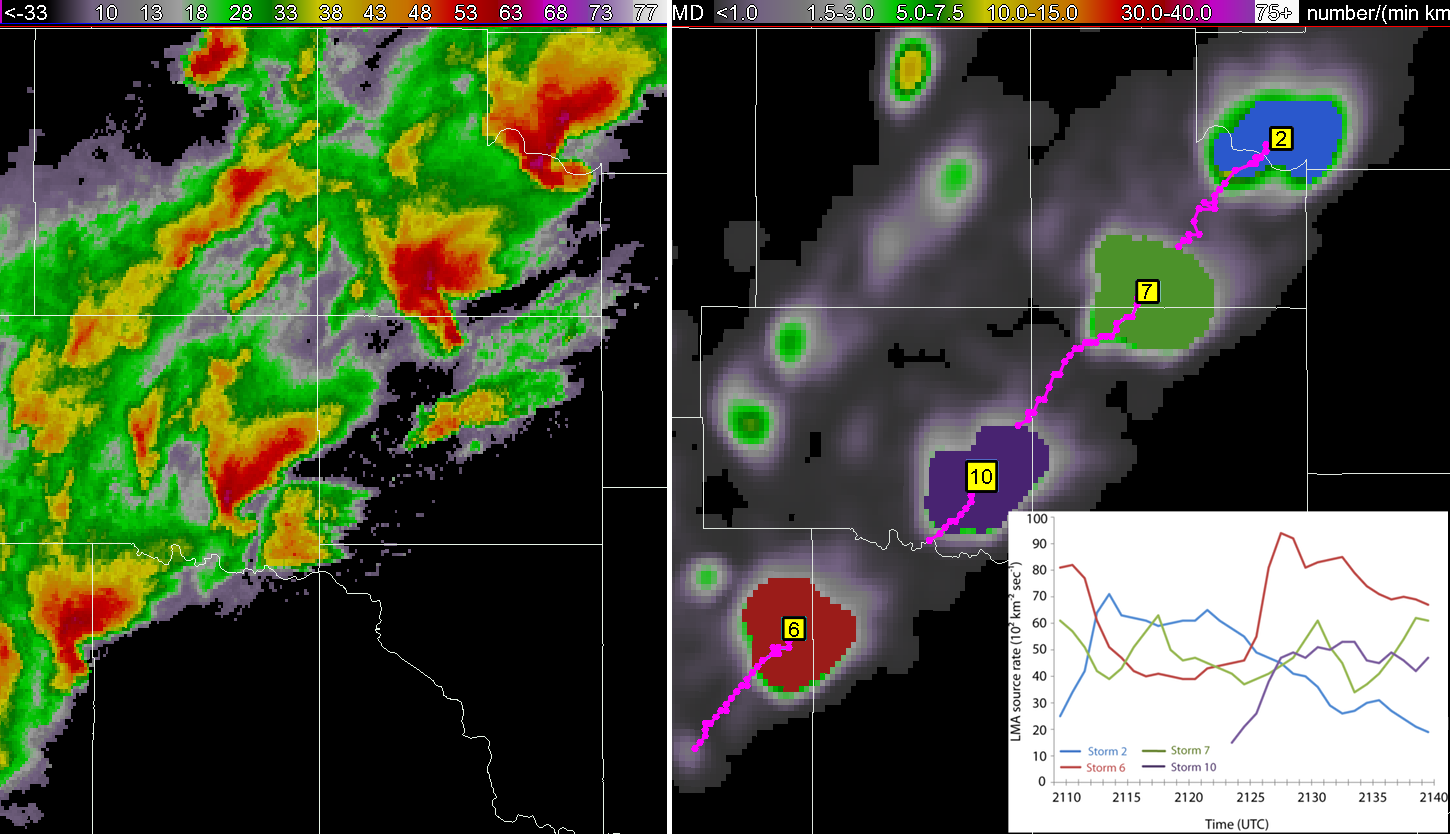 <-33 10 13 18 28 33 38 43 48 53 63 68 73 77
MD <1.0 1.5-3.0 5.0-7.5 10.0-15.0 30.0-40.0 75+ number/(min km
2
7
10
6
100
90
80
70
60
50
40
30
20
10
0
LMA source rate (10² km⁻² sec⁻¹)
Storm 2 Storm 7
Storm 6 Storm 10
2110 2115 2120 2125 2130 2135 2140
Time (UTC)